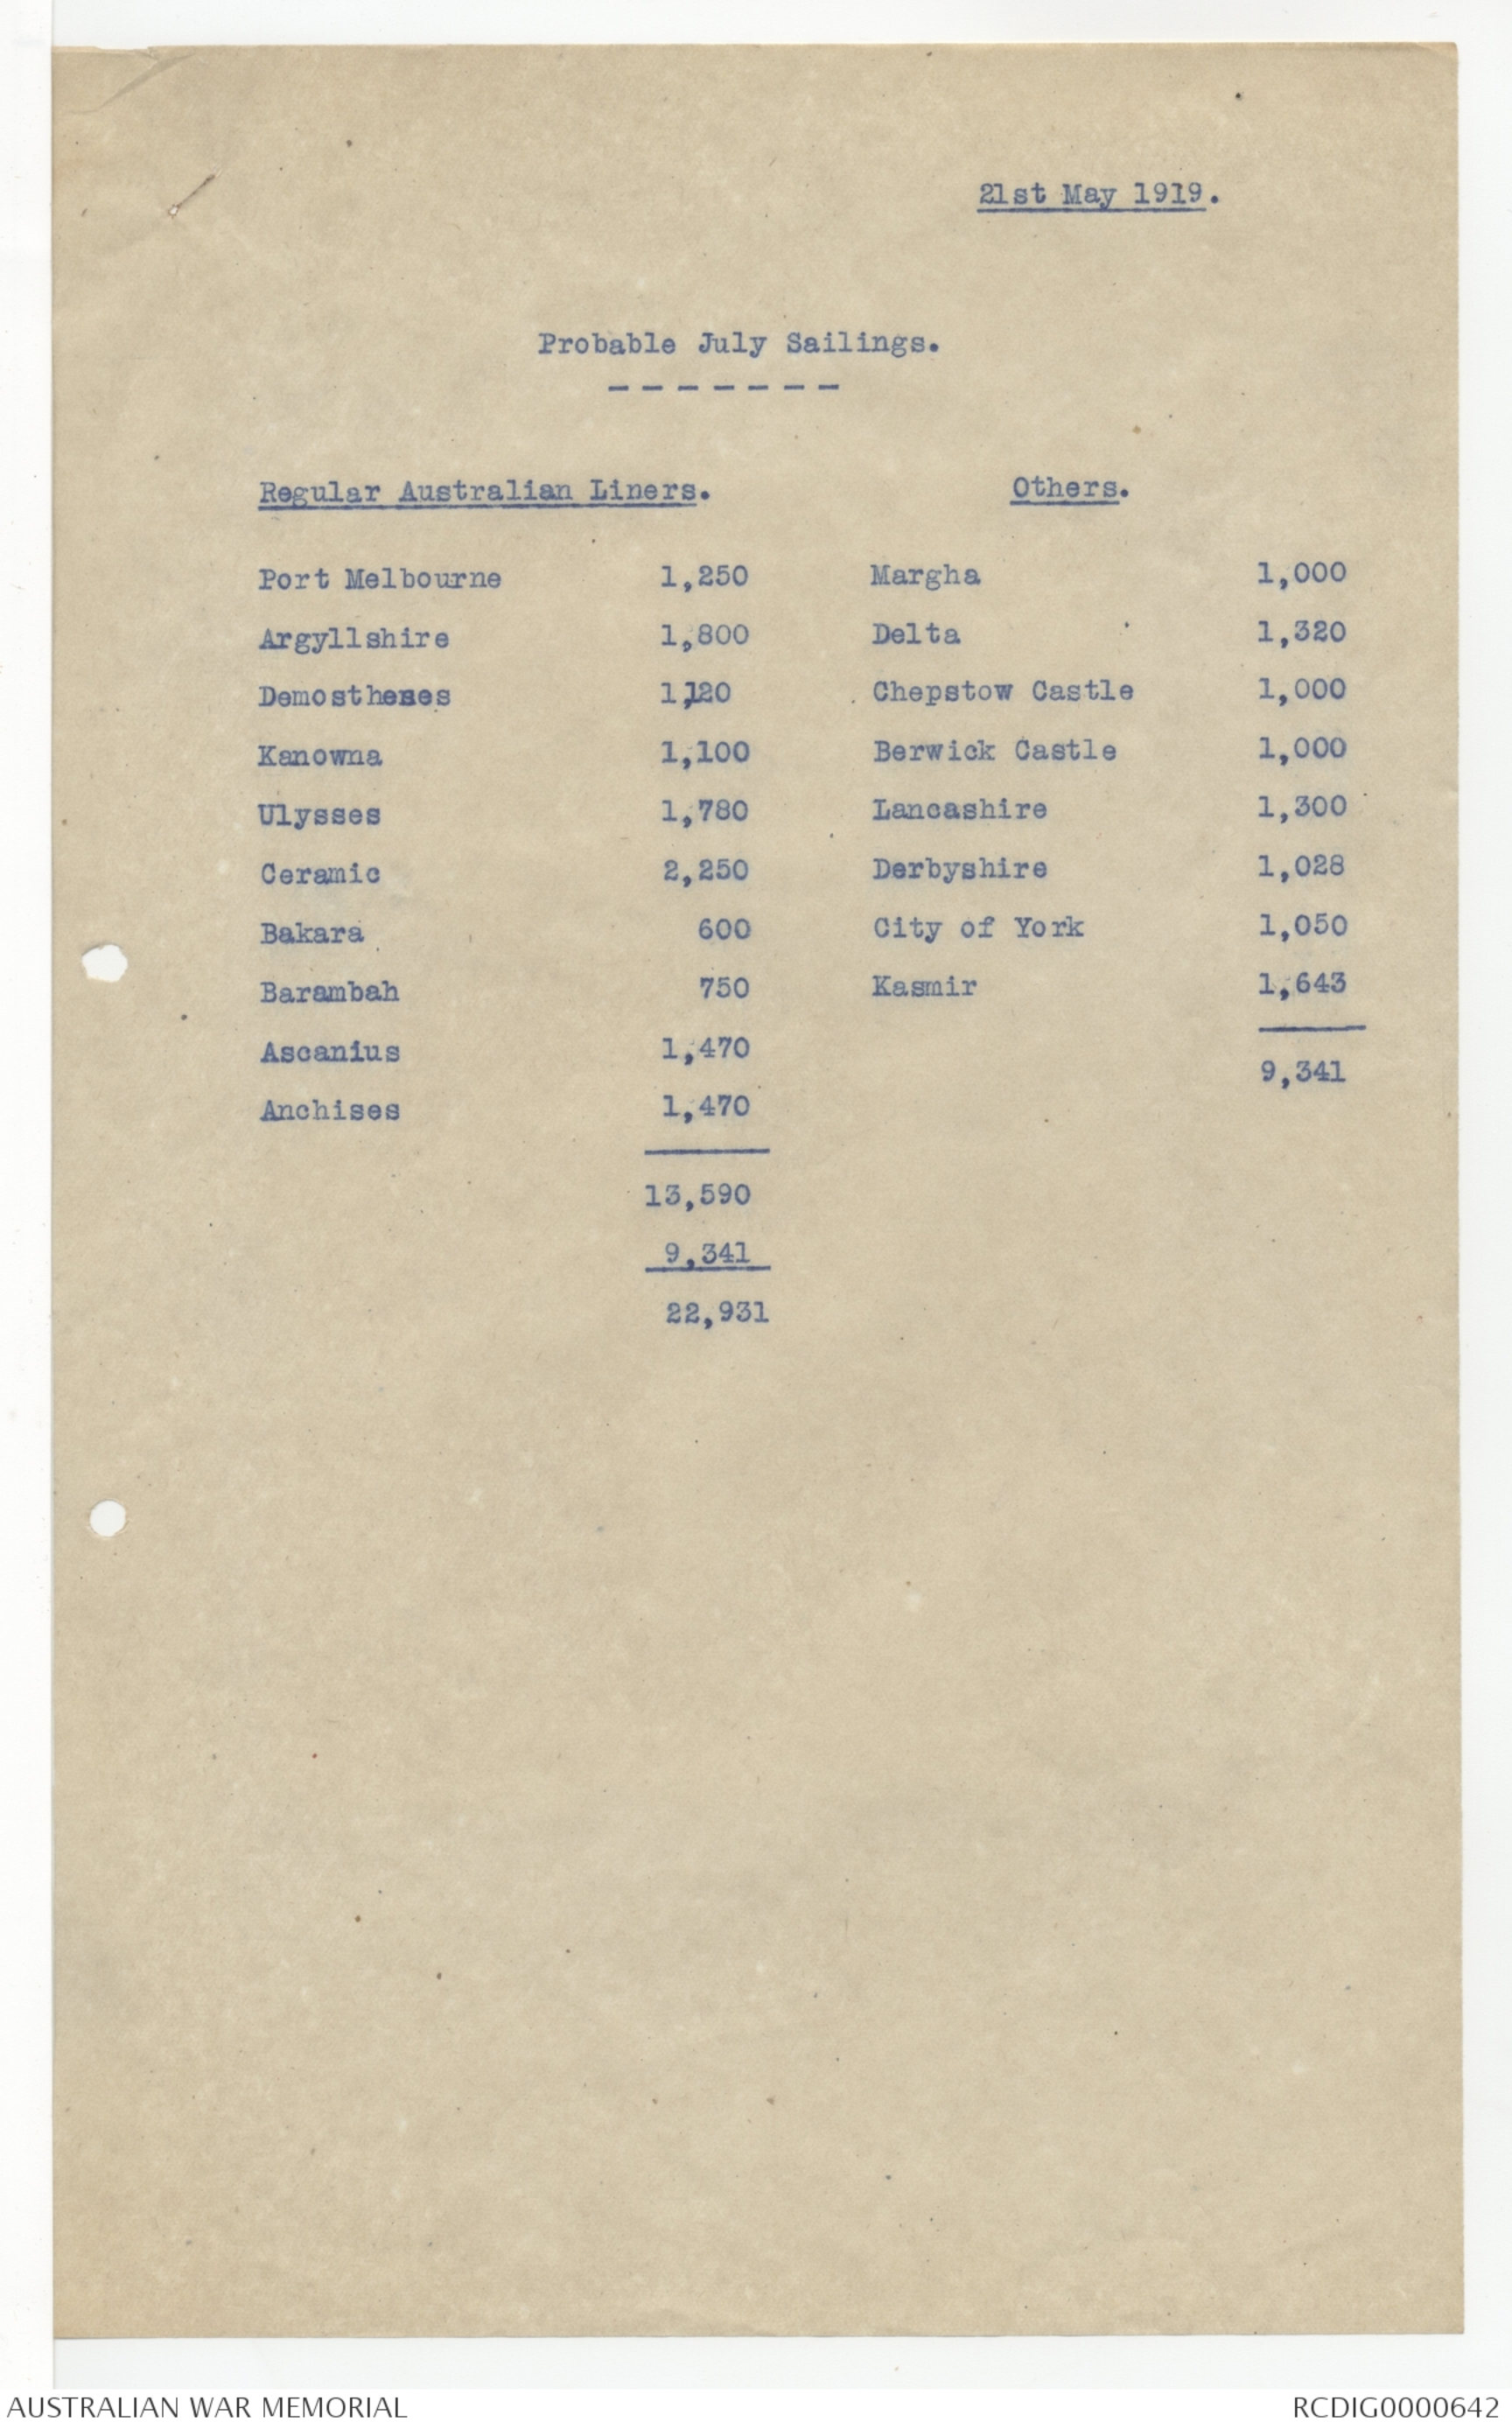 21st May 1919.
Probable July Sailings.
- - - - - - -
Regular Australian Liners. Others.
Port Melbourne 1,250 Margha 1,000
Argyllshire 1,800 Delta 1,320
Demosthenes 1,120 Chepstow Castle 1,000
Kanowna 1,100 Berwick Castle 1,000
Ulysses 1,780 Lancashire 1,300
Ceramic 2,250 Derbyshire 1,028
Bakara 600 City of York 1,050
Barambah 750 Kasmir 1,643
Ascanius 1,470 9,341
Anchises 1,470
13,590
9,341
22,931
AUSTRALIAN WAR MEMORIAL RCDIG0000642